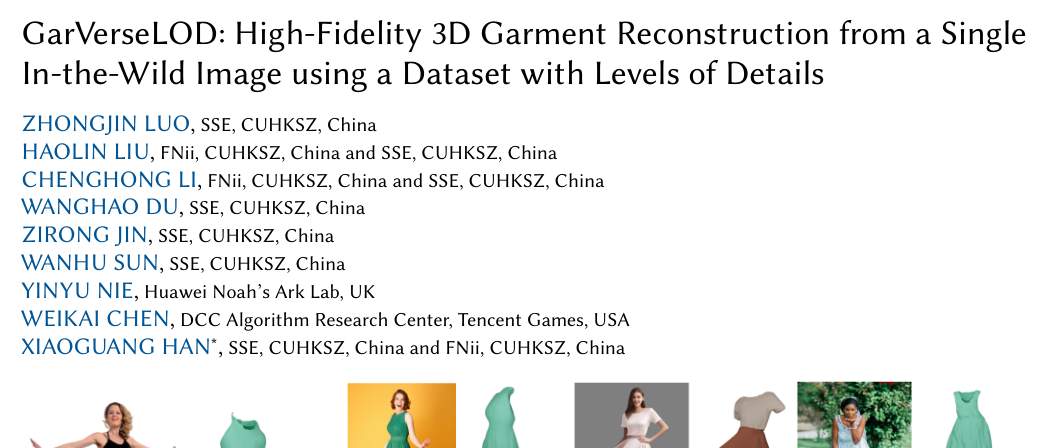 GarVerseLOD: High-Fidelity 3D Garment Reconstruction from a Single
In-the-Wild Image using a Dataset with Levels of Details
ZHONGJIN LUO, SSE, CUHKSZ, China
HAOLIN LIU, FNii, CUHKSZ, China and SSE, CUHKSZ, China
CHENGHONG LI, FNii, CUHKSZ, China and SSE, CUHKSZ, China
WANGHAO DU, SSE, CUHKSZ, China
ZIRONG JIN, SSE, CUHKSZ, China
WANHU SUN, SSE, CUHKSZ, China
YINYU NIE, Huawei Noah’s Ark Lab, UK
WEIKAI CHEN, DCC Algorithm Research Center, Tencent Games, USA
XIAOGUANG HAN*, SSE, CUHKSZ, China and FNii, CUHKSZ, China